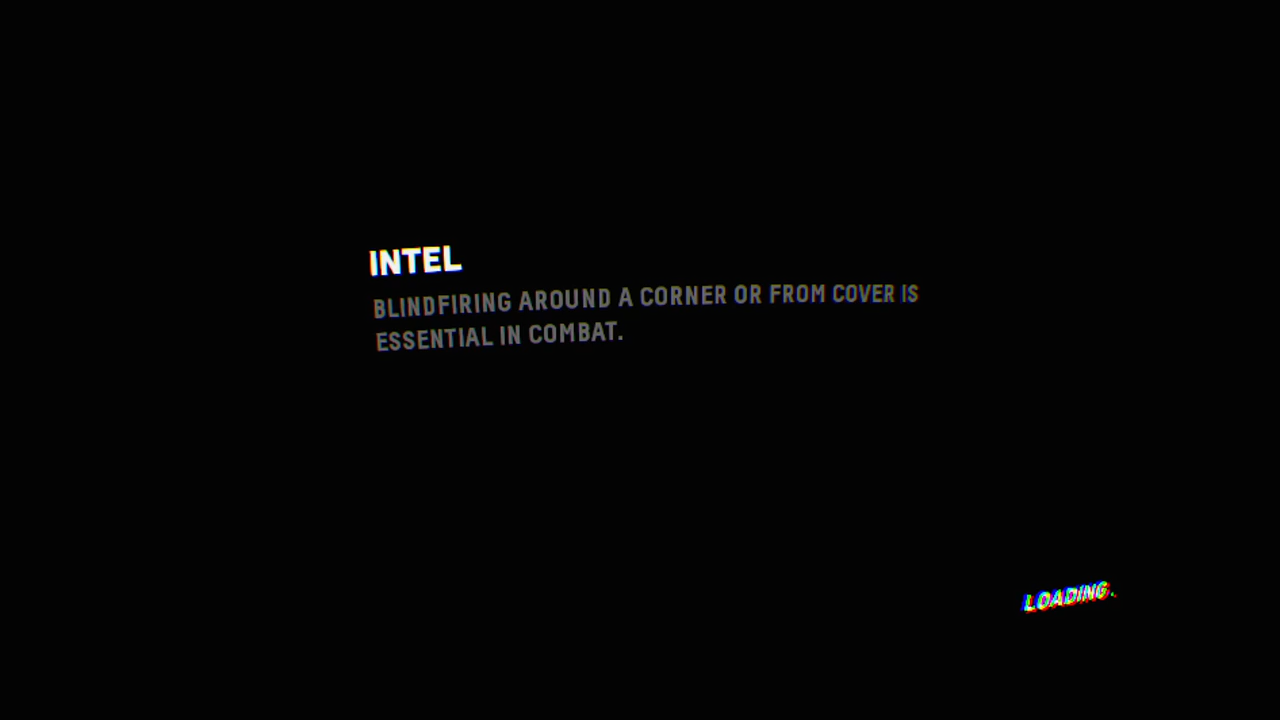 INTEL
BLINDFIRING AROUND A CORNER OR FROM COVER IS
ESSENTIAL IN COMBAT.
LOADING.